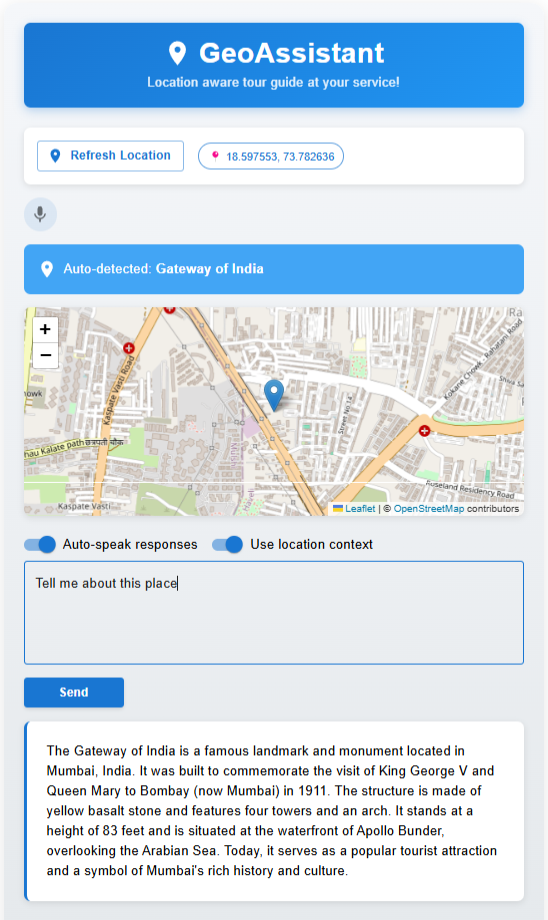 GeoAssistant
Location aware tour guide at your service!
Refresh Location
18.597553, 73.782636
Auto-detected: Gateway of India
+
−
Ra
Kokane Chowk - Rahatani Road
Kaspate Vasti Road
Street No 14
howk
hau Kalate path
छत्रपती चौक
Kaspate Vasti
Roseland Residency Road
Leaflet | © OpenStreetMap contributors
Auto-speak responses
Use location context
Tell me about this place
Send
The Gateway of India is a famous landmark and monument located in
Mumbai, India. It was built to commemorate the visit of King George V and
Queen Mary to Bombay (now Mumbai) in 1911. The structure is made of
yellow basalt stone and features four towers and an arch. It stands at a
height of 83 feet and is situated at the waterfront of Apollo Bunder,
overlooking the Arabian Sea. Today, it serves as a popular tourist attraction
and a symbol of Mumbai's rich history and culture.